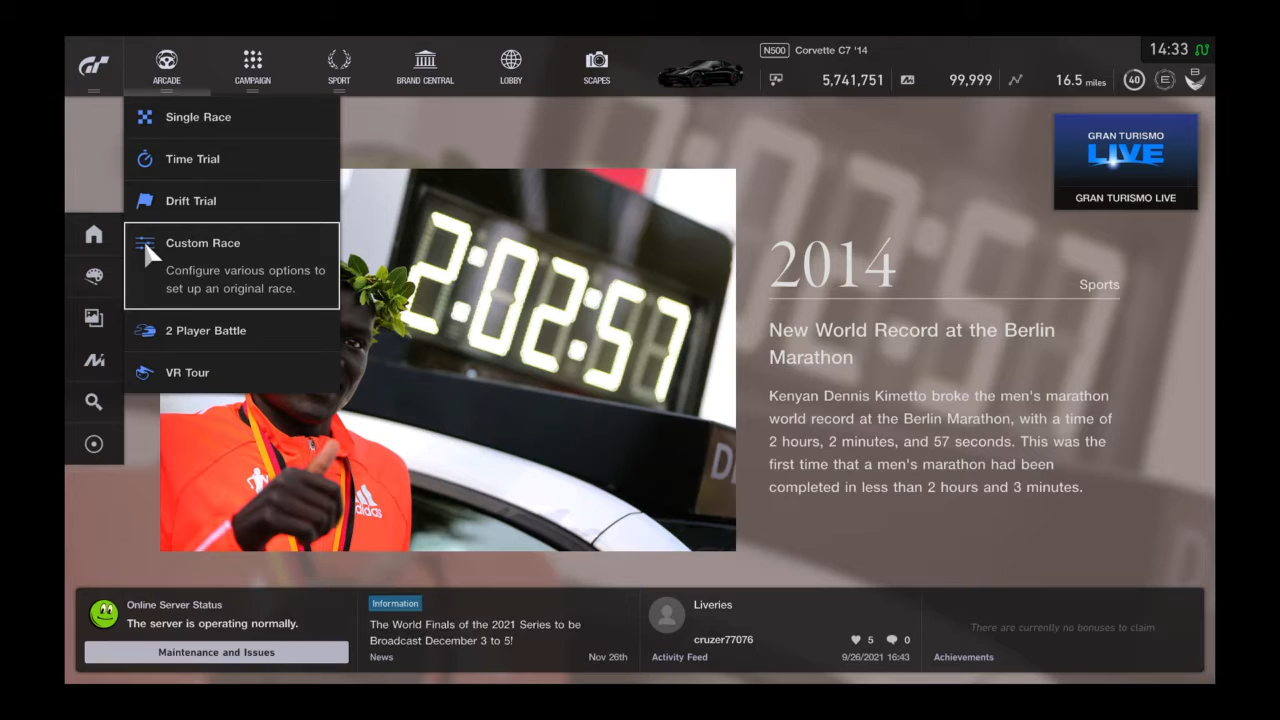 GT
ARCADE
CAMPAIGN
SPORT
BRAND CENTRAL
LOBBY
SCAPES
N500 Corvette C7 '14
14:33
5,741,751
99,999
16.5 miles
40
E
B
Single Race
Time Trial
Drift Trial
Custom Race
Configure various options to
set up an original race.
2 Player Battle
VR Tour
GRAN TURISMO
LIVE
GRAN TURISMO LIVE
2:02:57
adidas
2014
Sports
New World Record at the Berlin
Marathon
Kenyan Dennis Kimetto broke the men's marathon
world record at the Berlin Marathon, with a time of
2 hours, 2 minutes, and 57 seconds. This was the
first time that a men's marathon had been
completed in less than 2 hours and 3 minutes.
Online Server Status
The server is operating normally.
Maintenance and Issues
Information
The World Finals of the 2021 Series to be
Broadcast December 3 to 5!
News
Nov 26th
Liveries
cruzer77076
5
0
Activity Feed
9/26/2021 16:43
There are currently no bonuses to claim
Achievements